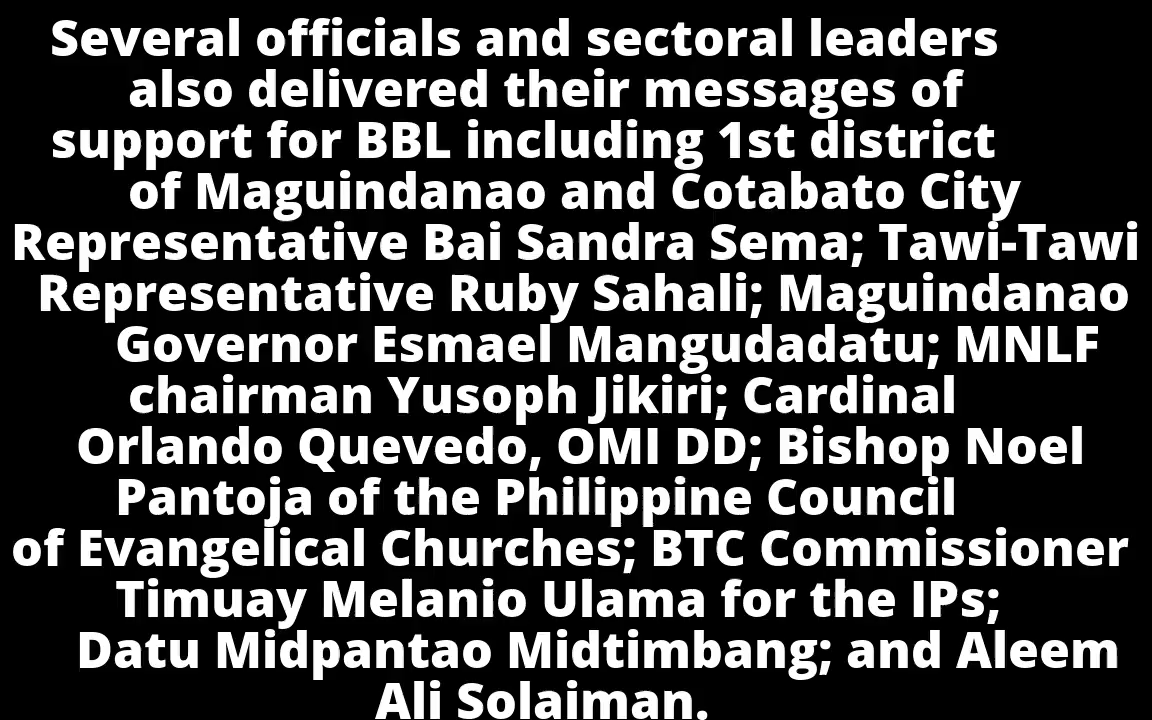 Several officials and sectoral leaders
also delivered their messages of
support for BBL including 1st district
of Maguindanao and Cotabato City
Representative Bai Sandra Sema; Tawi-Tawi
Representative Ruby Sahali; Maguindanao
Governor Esmael Mangudadatu; MNLF
chairman Yusoph Jikiri; Cardinal
Orlando Quevedo, OMI DD; Bishop Noel
Pantoja of the Philippine Council
of Evangelical Churches; BTC Commissioner
Timuay Melanio Ulama for the IPs;
Datu Midpantao Midtimbang; and Aleem
Ali Solaiman.